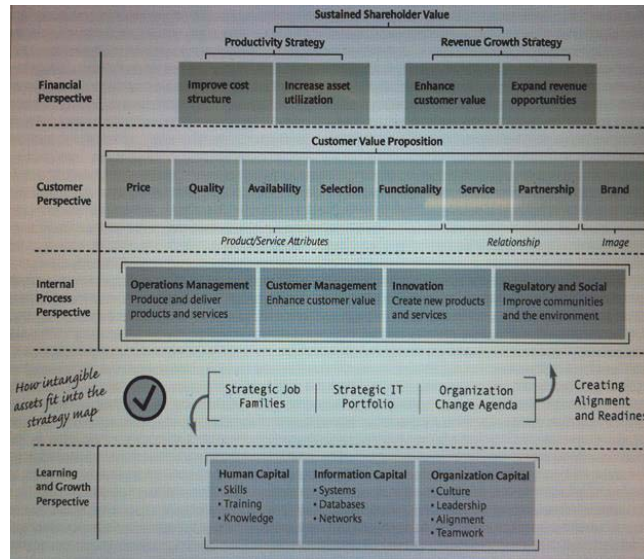 Sustained Shareholder Value
Productivity Strategy
Revenue Growth Strategy
Financial
Perspective
Improve cost
structure
Increase asset
utilization
Enhance
customer value
Expand revenue
opportunities
Customer Value Proposition
Customer
Perspective
Price
Quality
Availability
Selection
Functionality
Service
Partnership
Brand
Product/Service Attributes
Relationship
Image
Internal
Process
Perspective
Operations Management
Produce and deliver
products and services
Customer Management
Enhance customer value
Innovation
Create new products
and services
Regulatory and Social
Improve communities
and the environment
How intangible
assets fit into the
strategy map
Strategic Job
Families
Strategic IT
Portfolio
Organization
Change Agenda
Creating
Alignment
and Readines
Learning
and Growth
Perspective
Human Capital
• Skills
• Training
• Knowledge
Information Capital
• Systems
• Databases
• Networks
Organization Capital
• Culture
• Leadership
• Alignment
• Teamwork